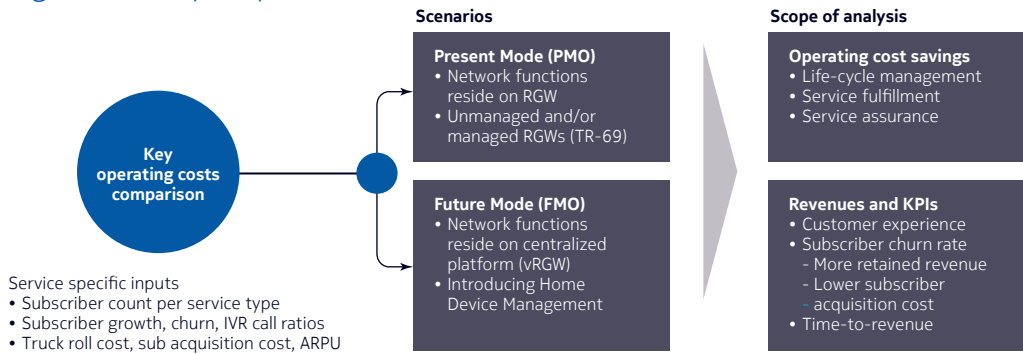 Scenarios
Scope of analysis
Key
operating costs
comparison
Service specific inputs
• Subscriber count per service type
• Subscriber growth, churn, IVR call ratios
• Truck roll cost, sub acquisition cost, ARPU
Present Mode (PMO)
• Network functions
reside on RGW
• Unmanaged and/or
managed RGWs (TR-69)
Future Mode (FMO)
• Network functions
reside on centralized
platform (vRGW)
• Introducing Home
Device Management
Operating cost savings
• Life-cycle management
• Service fulfillment
• Service assurance
Revenues and KPIs
• Customer experience
• Subscriber churn rate
- More retained revenue
- Lower subscriber
- acquisition cost
• Time-to-revenue